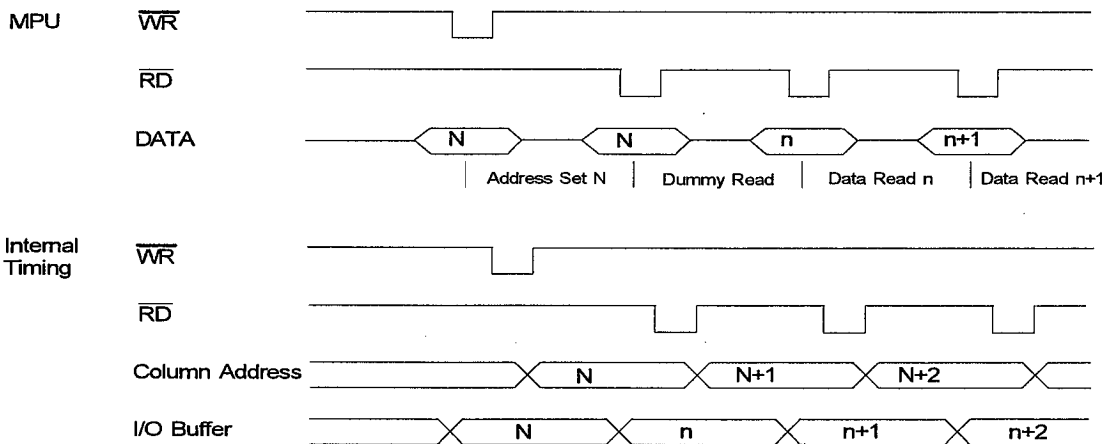 MPU WR
RD
DATA N N n n+1
Address Set N Dummy Read Data Read n Data Read n+1
Internal
Timing WR
RD
Column Address N N+1 N+2
I/O Buffer N n n+1 n+2